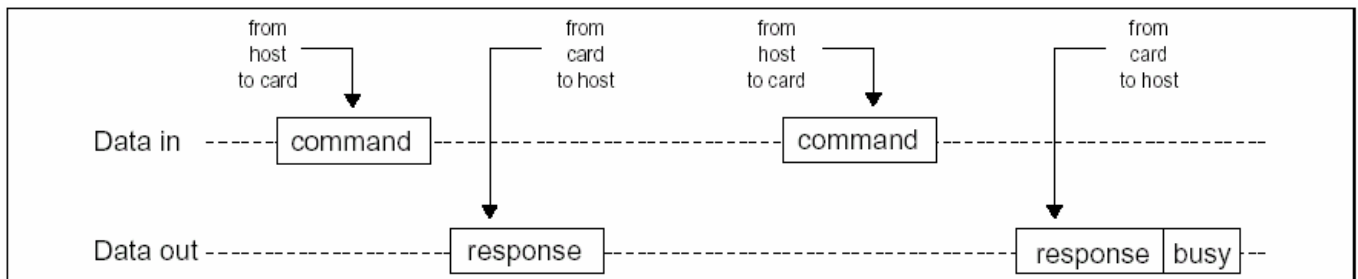 from
host
to card
from
card
to host
from
host
to card
from
card
to host
Data in
command
command
Data out
response
response
busy